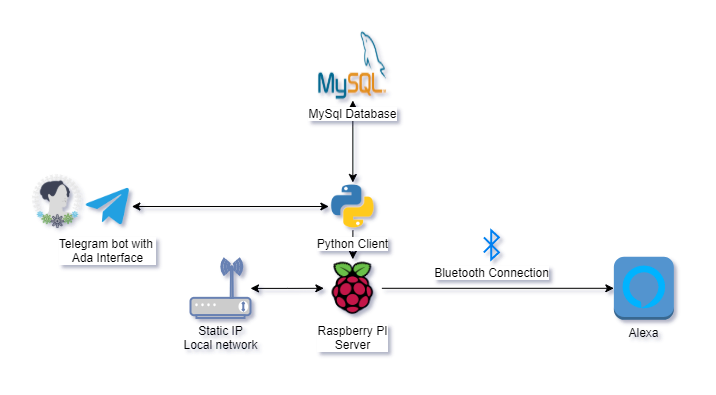 MySQL
MySql Database
Telegram bot with
Ada Interface
Python Client
Bluetooth Connection
Static IP
Local network
Raspberry PI
Server
Alexa